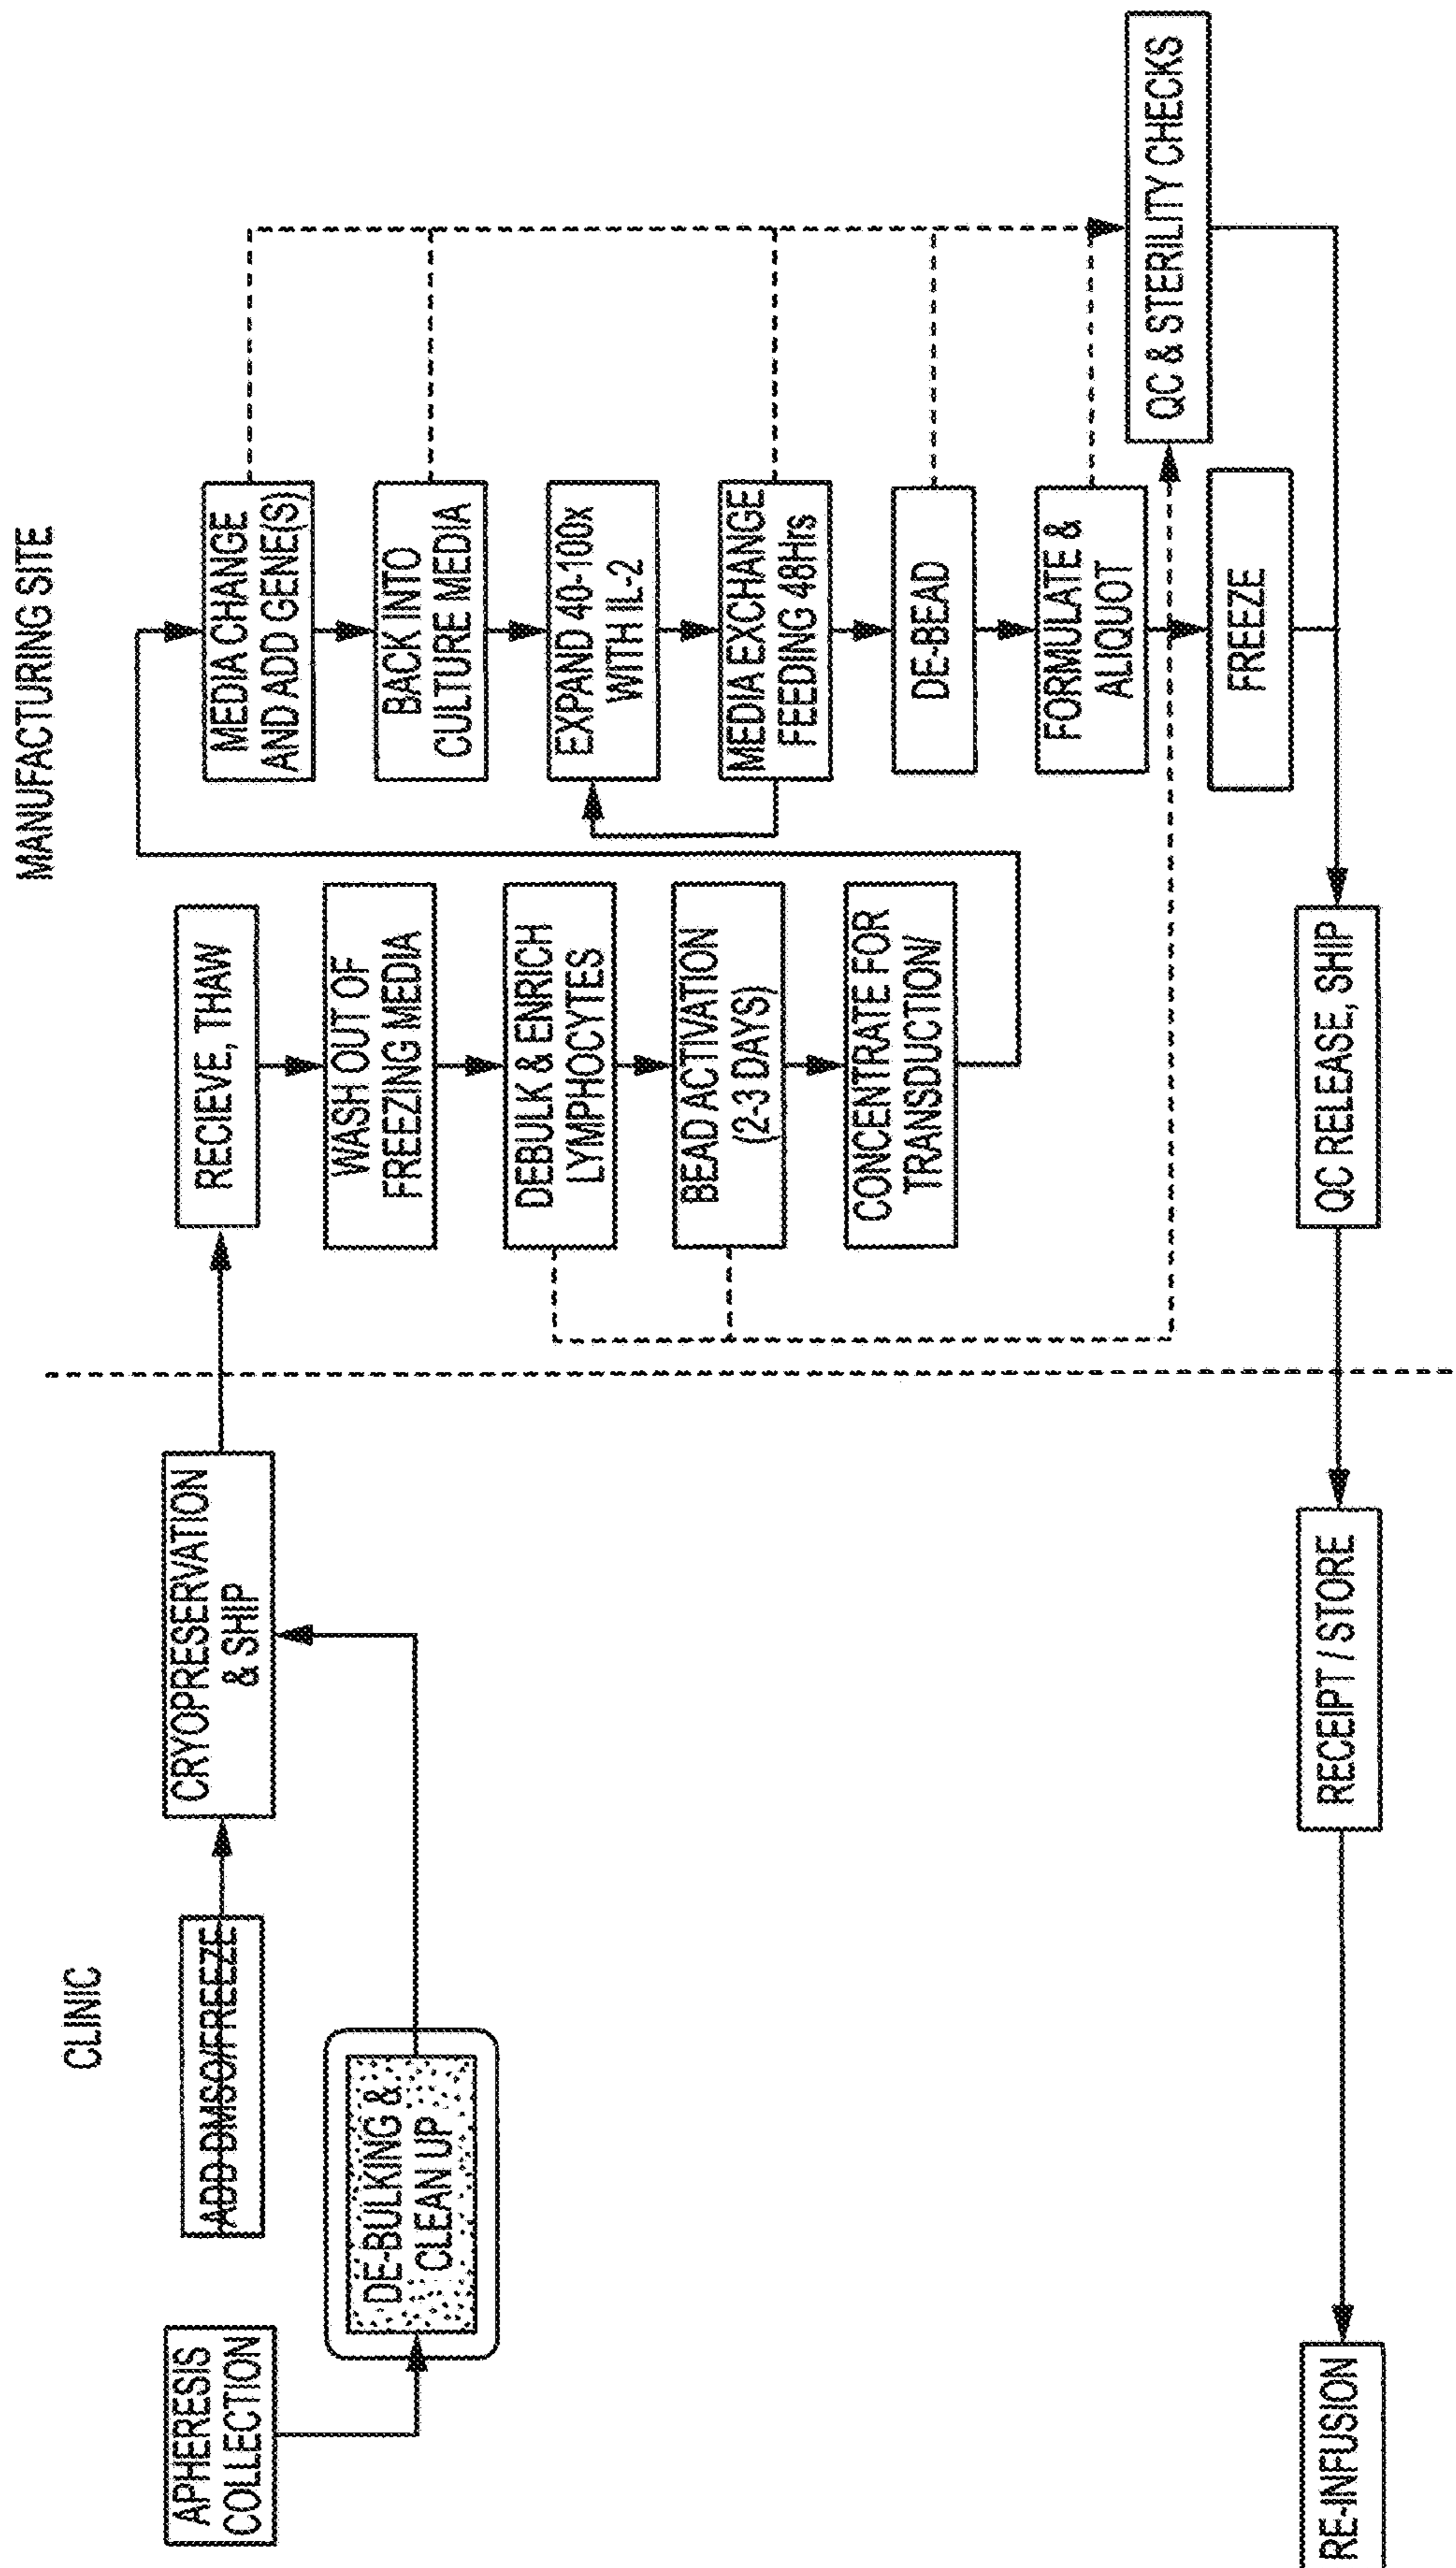 CLINIC
MANUFACTURING SITE
APHERESIS
COLLECTION
ADD DMSO/FREEZE
DE-BULKING &
CLEAN UP
CRYOPRESERVATION
& SHIP
RECIEVE, THAW
WASH OUT OF
FREEZING MEDIA
DEBULK & ENRICH
LYMPHOCYTES
BEAD ACTIVATION
(2-3 DAYS)
CONCENTRATE FOR
TRANSDUCTION/
MEDIA CHANGE
AND ADD GENE(S)
BACK INTO
CULTURE MEDIA
EXPAND 40-100x
WITH IL-2
MEDIA EXCHANGE
FEEDING 48Hrs
DE-BEAD
FORMULATE &
ALIQUOT
FREEZE
QC & STERILITY CHECKS
QC RELEASE, SHIP
RECEIPT / STORE
RE-INFUSION